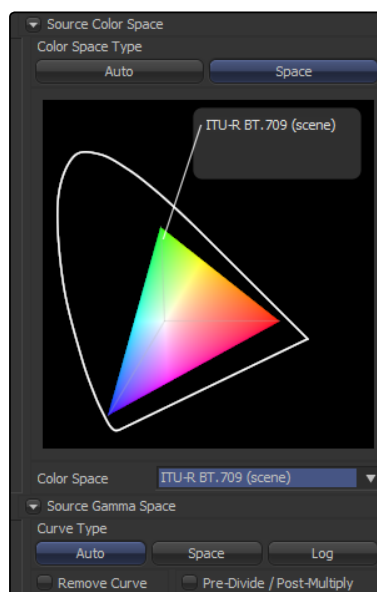 Source Color Space
Color Space Type
Auto Space
ITU-R BT.709 (scene)
Color Space ITU-R BT.709 (scene)
Source Gamma Space
Curve Type
Auto Space Log
Remove Curve Pre-Divide / Post-Multiply